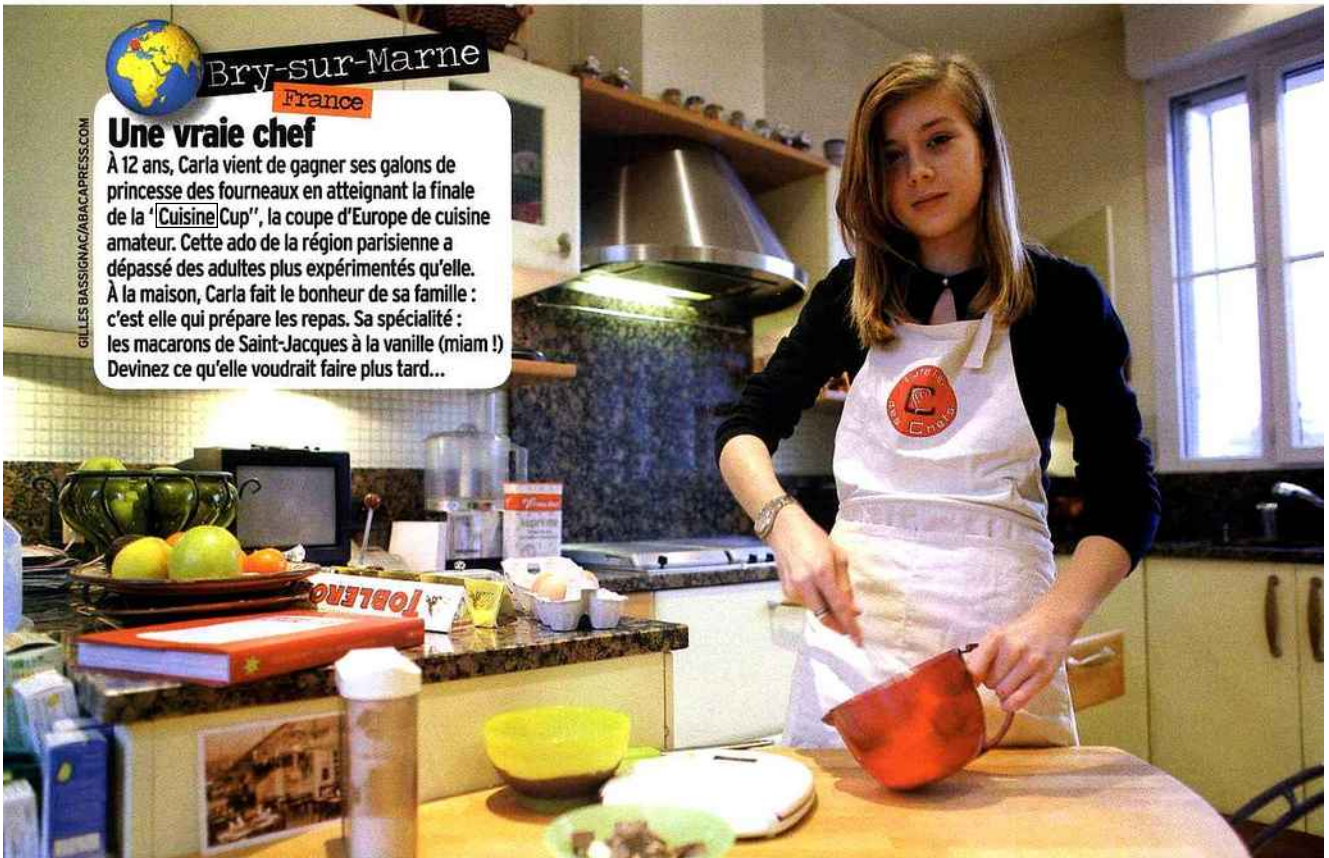 Bry-sur-Marne
France
Une vraie chef
À 12 ans, Carla vient de gagner ses galons de
princesse des fourneaux en atteignant la finale
de la ‘Cuisine Cup’’, la coupe d’Europe de cuisine
amateur. Cette ado de la région parisienne a
dépassé des adultes plus expérimentés qu’elle.
À la maison, Carla fait le bonheur de sa famille :
c’est elle qui prépare les repas. Sa spécialité :
les macarons de Saint-Jacques à la vanille (miam !)
Devinez ce qu’elle voudrait faire plus tard...
GILLES BASSIGNAC/ABACAPRESS.COM
des Chefs
TOBLERO